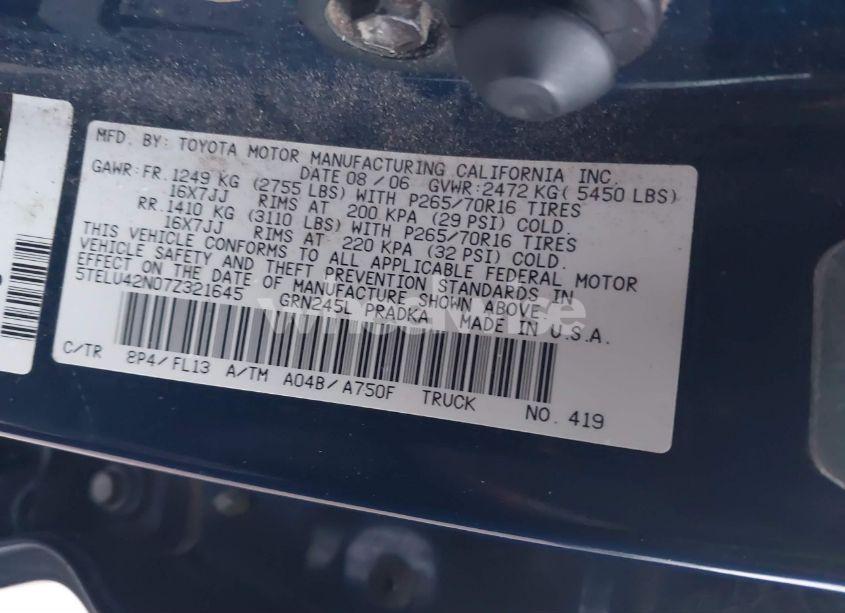 MFD. BY: TOYOTA MOTOR MANUFACTURING CALIFORNIA INC.
DATE 08/06 GVWR: 2472 KG( 5450 LBS)
GAWR: FR. 1249 KG (2755 LBS) WITH P265/70R16 TIRES
16X7JJ RIMS AT 200 KPA (29 PSI) COLD.
RR 1410 KG (3110 LBS) WITH P265/70R16 TIRES
16X7JJ RIMS AT 220 KPA (32 PSI) COLD.
THIS VEHICLE CONFORMS TO ALL APPLICABLE FEDERAL MOTOR
VEHICLE SAFETY AND THEFT PREVENTION STANDARDS IN
EFFECT ON THE DATE OF MANUFACTURE SHOWN ABOVE.
5TELU42N07Z321645 GRN245L PRADKA MADE IN U.S.A.
C/TR 8P4/FL13 A/TM A04B/A750F TRUCK NO. 419